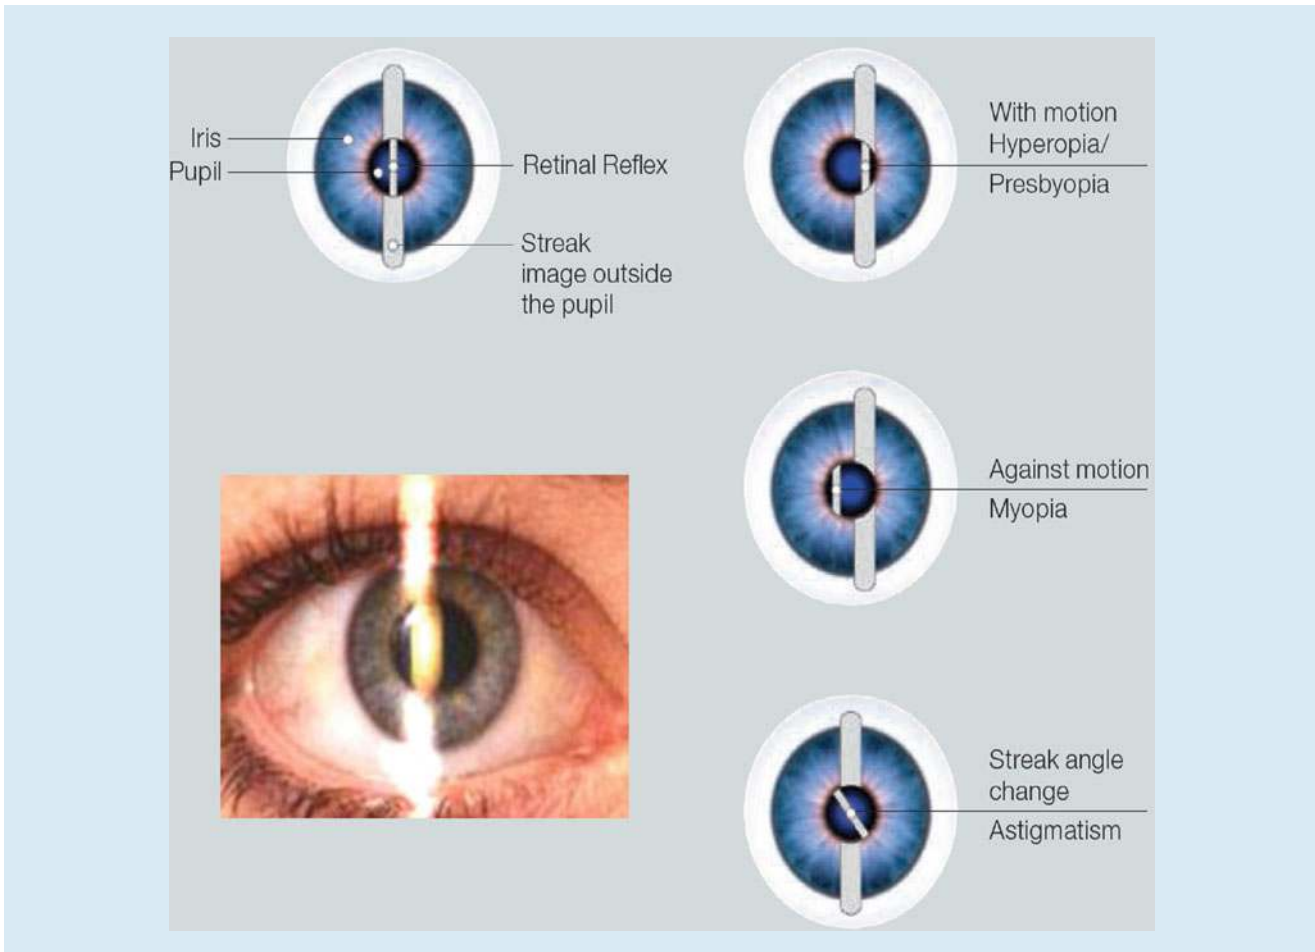 Iris
Pupil
Retinal Reflex
Streak
image outside
the pupil
With motion
Hyperopia/
Presbyopia
Against motion
Myopia
Streak angle
change
Astigmatism